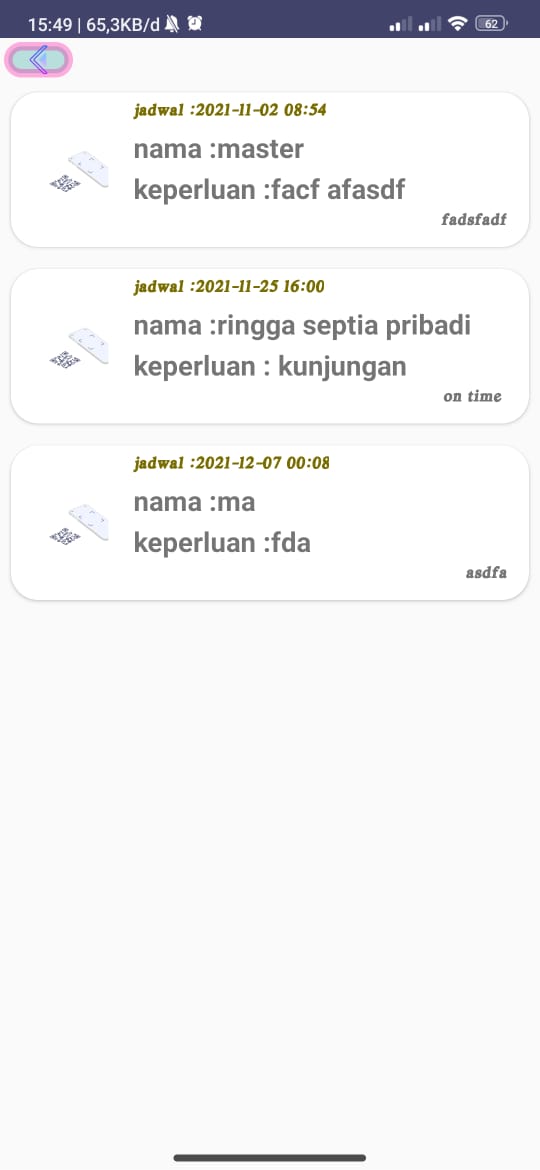 15:49 | 65,3KB/d 62
jadwal :2021-11-02 08:54
nama :master
keperluan :facf afasdf
fadsfadf
jadwal :2021-11-25 16:00
nama :ringga septia pribadi
keperluan : kunjungan
on time
jadwal :2021-12-07 00:08
nama :ma
keperluan :fda
asdfa